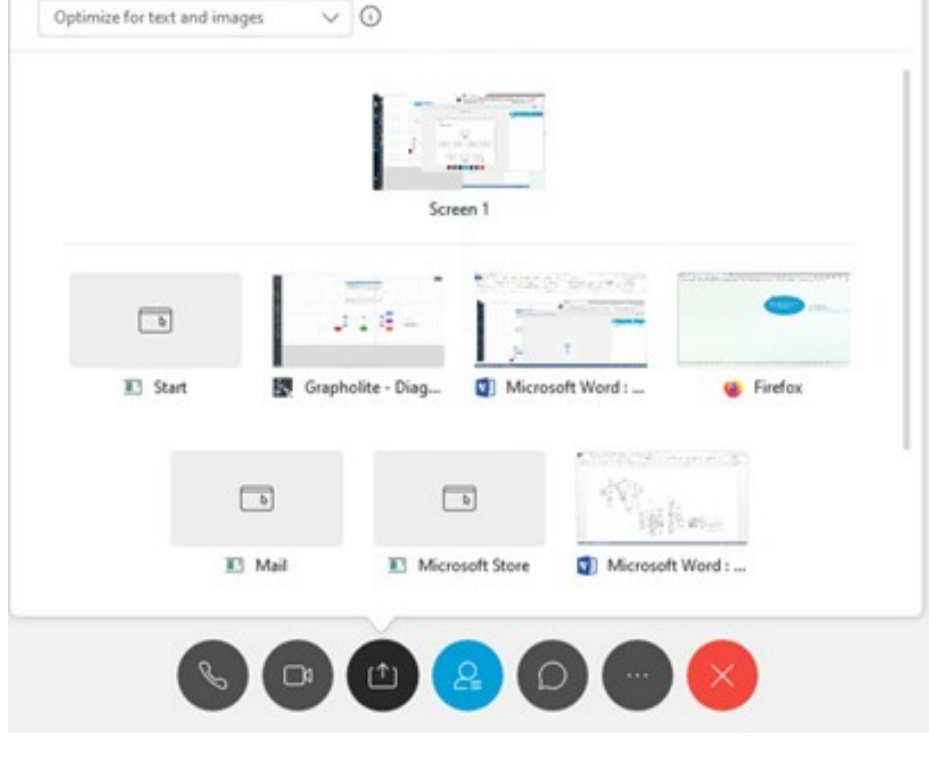 Optimize for text and images
Screen 1
Start
Grapholite - Diag...
Microsoft Word : ...
Firefox
Mail
Microsoft Store
Microsoft Word : ...